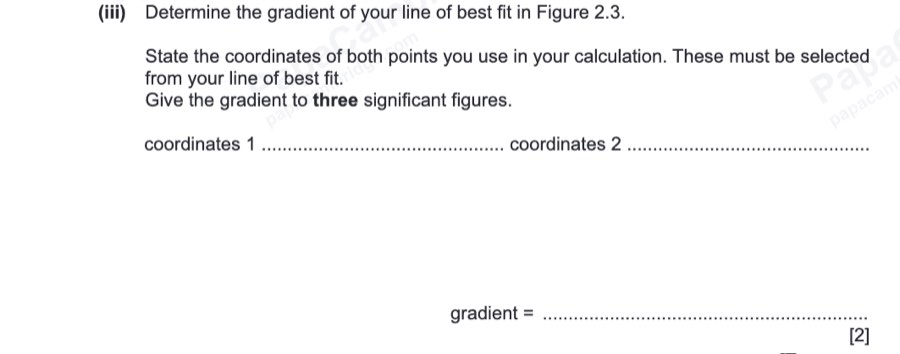 (iii) Determine the gradient of your line of best fit in Figure 2.3.
State the coordinates of both points you use in your calculation. These must be selected
from your line of best fit.
Give the gradient to three significant figures.
coordinates 1 ................................................ coordinates 2 ................................................
gradient = ................................................................
[2]